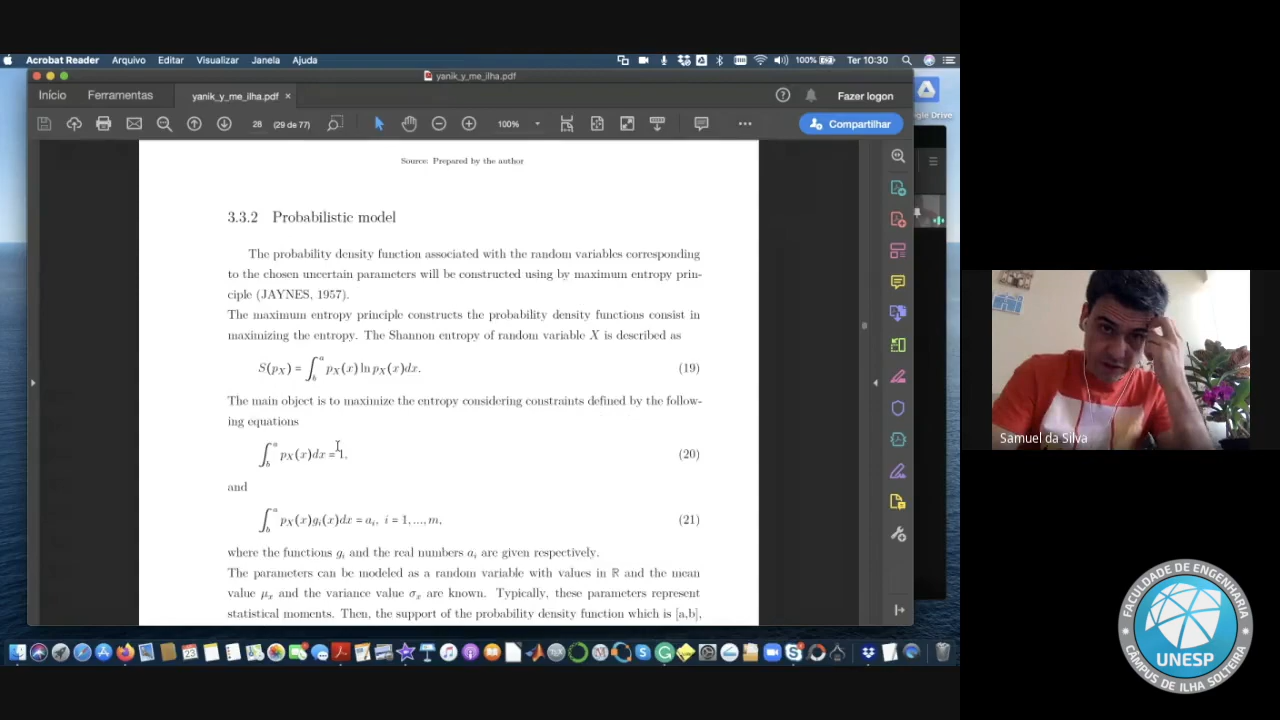 Acrobat Reader Arquivo Editar Visualizar Janela Ajuda 100% Ter 10:30
yanik_y_me_ilha.pdf
Início Ferramentas yanik_y_me_ilha.pdf × Fazer logon
28 (29 de 77) 100% Compartilhar
gle Drive
Source: Prepared by the author
3.3.2 Probabilistic model
The probability density function associated with the random variables corresponding
to the chosen uncertain parameters will be constructed using by maximum entropy prin-
ciple (JAYNES, 1957).
The maximum entropy principle constructs the probability density functions consist in
maximizing the entropy. The Shannon entropy of random variable X is described as
S(p_X) = ∫_b^a p_X(x) ln p_X(x)dx. (19)
The main object is to maximize the entropy considering constraints defined by the follow-
ing equations
∫_b^a p_X(x)dx = 1, (20)
and
∫_b^a p_X(x)g_i(x)dx = a_i, i = 1, ..., m, (21)
where the functions g_i and the real numbers a_i are given respectively.
The parameters can be modeled as a random variable with values in ℝ and the mean
value μ_x and the variance value σ_x are known. Typically, these parameters represent
statistical moments. Then, the support of the probability density function which is [a,b],
Samuel da Silva
FACULDADE DE ENGENHARIA
UNESP
CÂMPUS DE ILHA SOLTEIRA